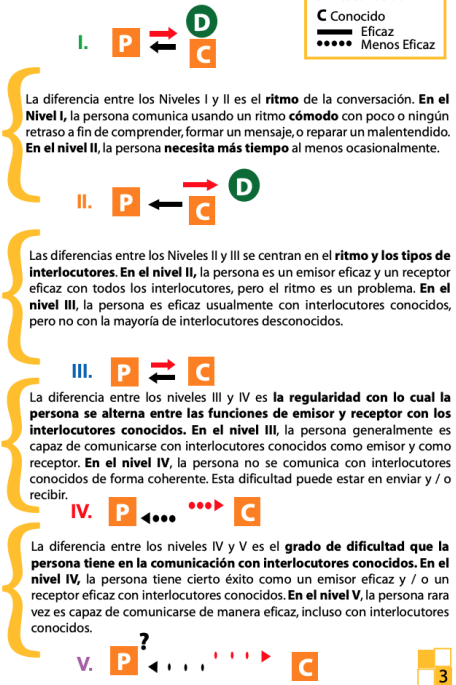 C Conocido
Eficaz
Menos Eficaz
I. P D C
La diferencia entre los Niveles I y II es el ritmo de la conversación. En el
Nivel I, la persona comunica usando un ritmo cómodo con poco o ningún
retraso a fin de comprender, formar un mensaje, o reparar un malentendido.
En el nivel II, la persona necesita más tiempo al menos ocasionalmente.
II. P C D
Las diferencias entre los Niveles II y III se centran en el ritmo y los tipos de
interlocutores. En el nivel II, la persona es un emisor eficaz y un receptor
eficaz con todos los interlocutores, pero el ritmo es un problema. En el
nivel III, la persona es eficaz usualmente con interlocutores conocidos,
pero no con la mayoría de interlocutores desconocidos.
III. P C
La diferencia entre los niveles III y IV es la regularidad con lo cual la
persona se alterna entre las funciones de emisor y receptor con los
interlocutores conocidos. En el nivel III, la persona generalmente es
capaz de comunicarse con interlocutores conocidos como emisor y como
receptor. En el nivel IV, la persona no se comunica con interlocutores
conocidos de forma coherente. Esta dificultad puede estar en enviar y / o
recibir.
IV. P C
La diferencia entre los niveles IV y V es el grado de dificultad que la
persona tiene en la comunicación con interlocutores conocidos. En el
nivel IV, la persona tiene cierto éxito como un emisor eficaz y / o un
receptor eficaz con interlocutores conocidos. En el nivel V, la persona rara
vez es capaz de comunicarse de manera eficaz, incluso con interlocutores
conocidos.
?
V. P C
3